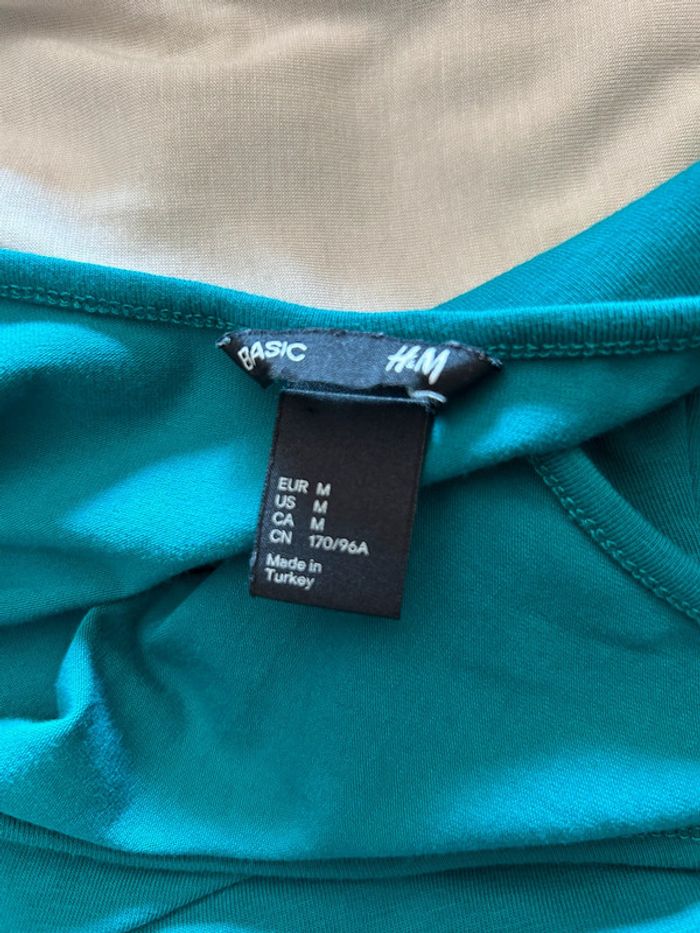 BASIC H&M
EUR M
US M
CA M
CN 170/96A
Made in
Turkey